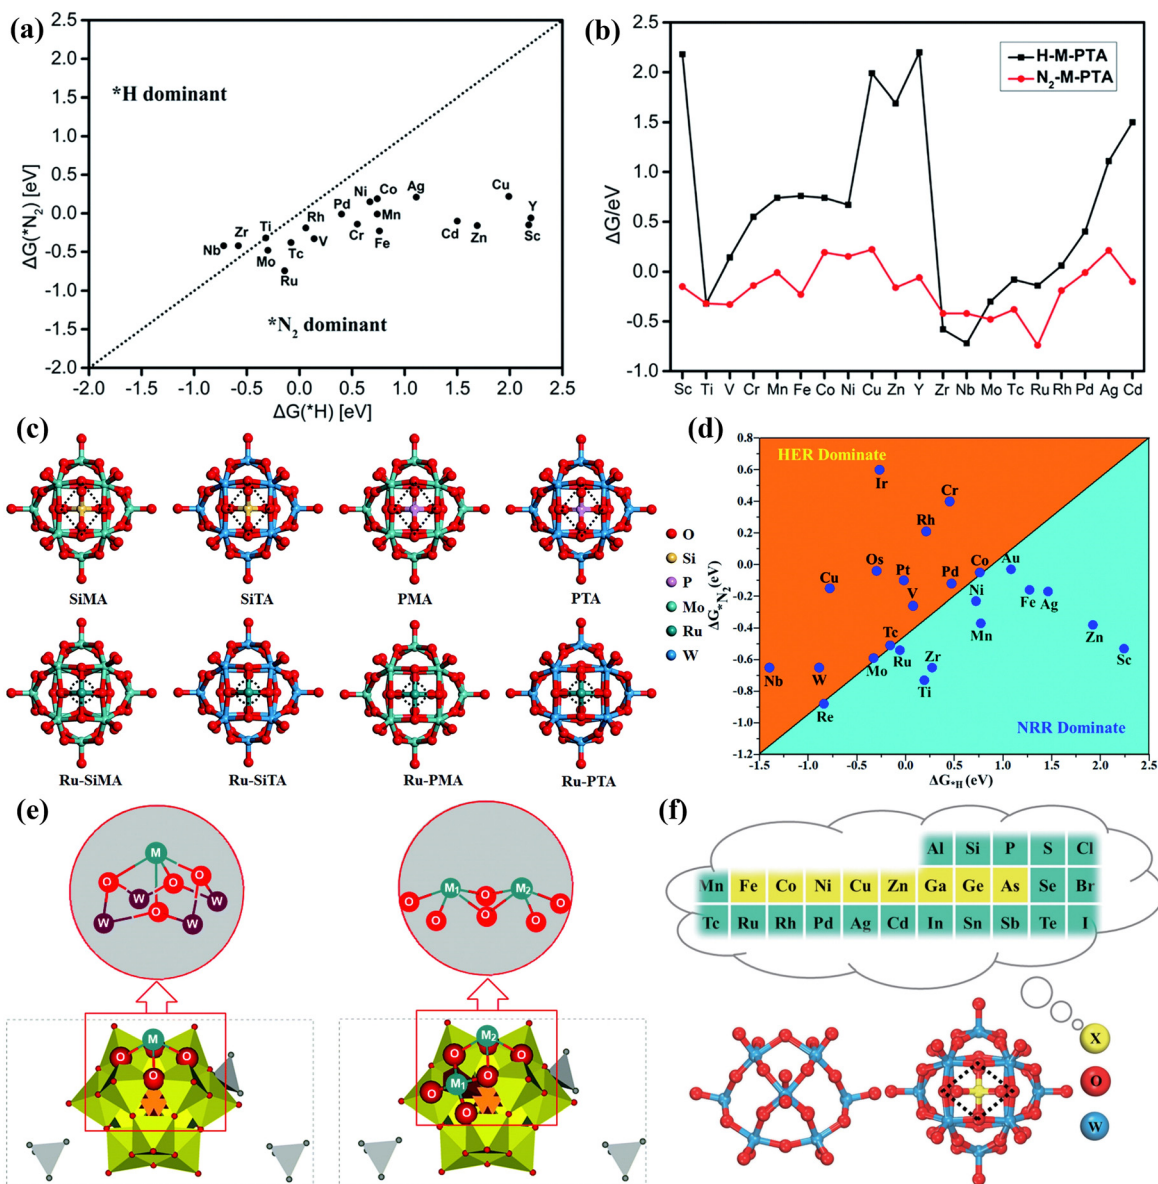 (a)
2.5
2.0
1.5
1.0
0.5
0.0
-0.5
-1.0
-1.5
-2.0
ΔG(*N2) [eV]
*H dominant
*N2 dominant
Nb
Zr
Ti
Mo
Ru
Tc
Rh
V
Pd
Ni
Co
Mn
Cr
Fe
Ag
Cd
Zn
Cu
Y
Sc
-2.0 -1.5 -1.0 -0.5 0.0 0.5 1.0 1.5 2.0 2.5
ΔG(*H) [eV]
(b)
2.5
2.0
1.5
1.0
0.5
0.0
-0.5
-1.0
ΔG/eV
H-M-PTA
N2-M-PTA
Sc Ti V Cr Mn Fe Co Ni Cu Zn Y Zr Nb Mo Tc Ru Rh Pd Ag Cd
(c)
SiMA SiTA PMA PTA
Ru-SiMA Ru-SiTA Ru-PMA Ru-PTA
O
Si
P
Mo
Ru
W
(d)
0.8
0.6
0.4
0.2
0.0
-0.2
-0.4
-0.6
-0.8
-1.0
-1.2
ΔG*N2 (eV)
HER Dominate
NRR Dominate
Ir
Cr
Rh
Os
Pt
Pd
Co
Au
Cu
V
Ni
Fe
Ag
Mn
Zn
Sc
Tc
Ru
Mo
Zr
Ti
Nb
W
Re
-1.5 -1.0 -0.5 0.0 0.5 1.0 1.5 2.0 2.5
ΔG*H (eV)
(e)
M
O
O
O
W
W
W
O
M1
M2
O
O
O
O
O
O
M
O
O
O
M2
O
O
M1
O
O
O
(f)
Al Si P S Cl
Mn Fe Co Ni Cu Zn Ga Ge As Se Br
Tc Ru Rh Pd Ag Cd In Sn Sb Te I
X
O
W